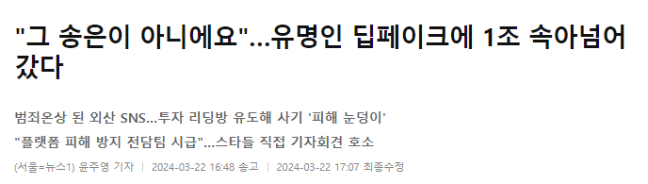 "그 송은이 아니에요"…유명인 딥페이크에 1조 속아넘어
갔다
범죄온상 된 외산 SNS…투자 리딩방 유도해 사기 '피해 눈덩이'
"플랫폼 피해 방지 전담팀 시급"…스타들 직접 기자회견 호소
(서울=뉴스1) 윤주영 기자 | 2024-03-22 16:48 송고 | 2024-03-22 17:07 최종수정